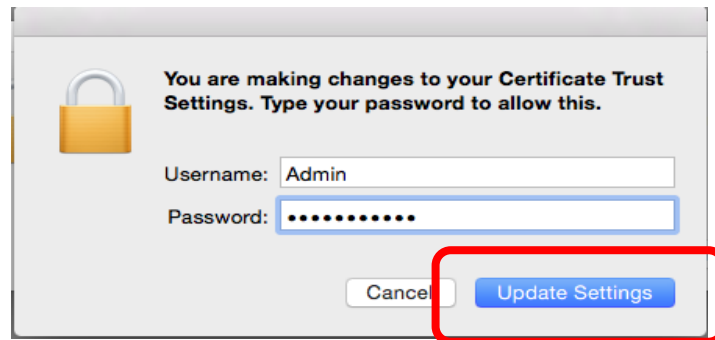 You are making changes to your Certificate Trust
Settings. Type your password to allow this.
Username: Admin
Password: •••••••••••
Cancel Update Settings